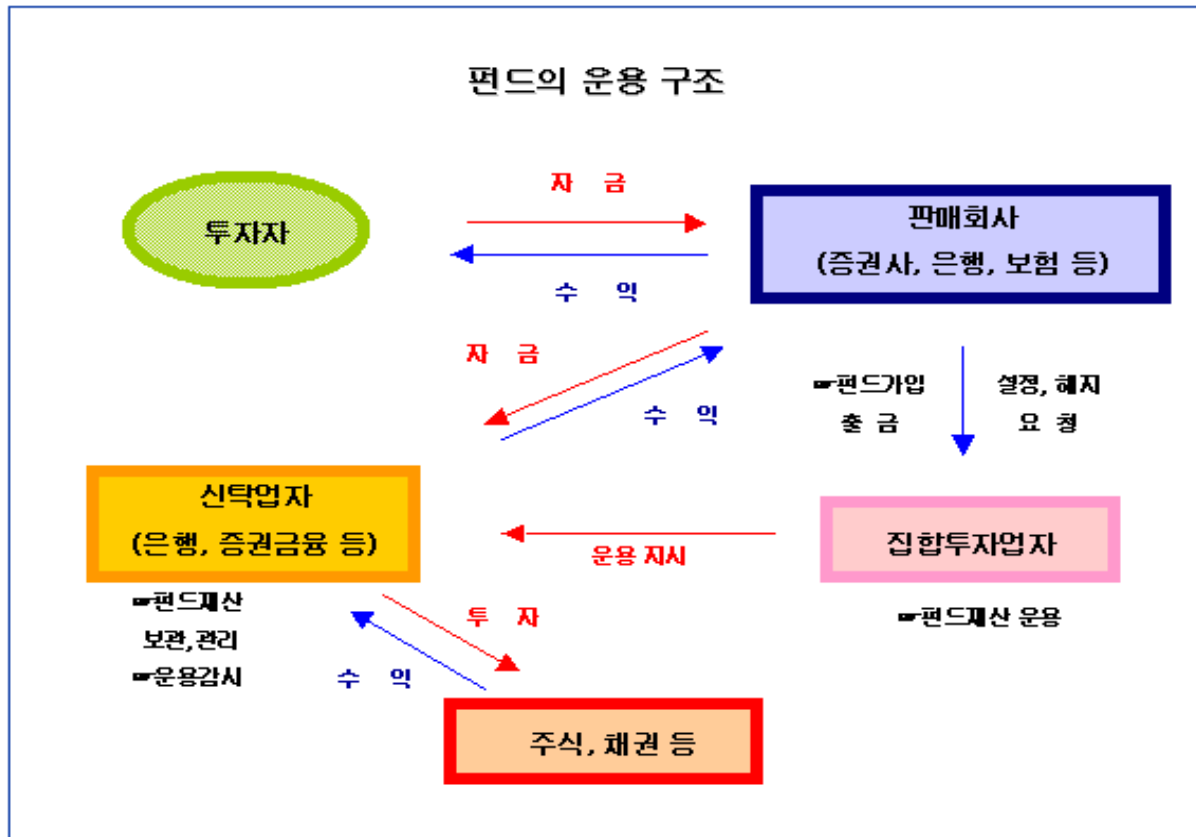 펀드의 운용 구조
자 금
투자자
판매회사
(증권사, 은행, 보험 등)
수 익
자 금
수 익
☞펀드가입
출 금
설정, 해지
요 청
신탁업자
(은행, 증권금융 등)
운용 지시
집합투자업자
☞펀드재산
보관,관리
☞운용감시
투 자
수 익
☞펀드재산 운용
주식, 채권 등